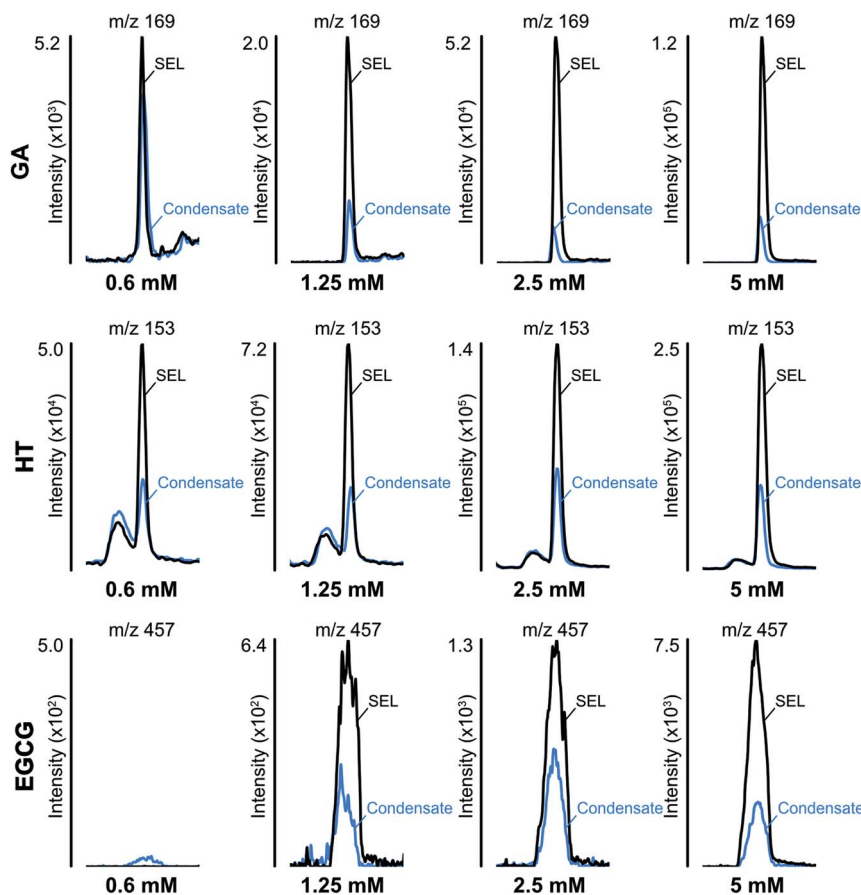 m/z 169 m/z 169 m/z 169 m/z 169
5.2 2.0 5.2 1.2
SEL SEL SEL SEL
GA
Intensity (x10³) Intensity (x10⁴) Intensity (x10⁴) Intensity (x10⁵)
Condensate Condensate Condensate Condensate
0.6 mM 1.25 mM 2.5 mM 5 mM
m/z 153 m/z 153 m/z 153 m/z 153
5.0 7.2 1.4 2.5
SEL SEL SEL SEL
HT
Intensity (x10⁴) Intensity (x10⁴) Intensity (x10⁵) Intensity (x10⁵)
Condensate Condensate Condensate Condensate
0.6 mM 1.25 mM 2.5 mM 5 mM
m/z 457 m/z 457 m/z 457 m/z 457
5.0 6.4 1.3 7.5
SEL SEL SEL
EGCG
Intensity (x10²) Intensity (x10²) Intensity (x10³) Intensity (x10³)
Condensate Condensate Condensate
0.6 mM 1.25 mM 2.5 mM 5 mM